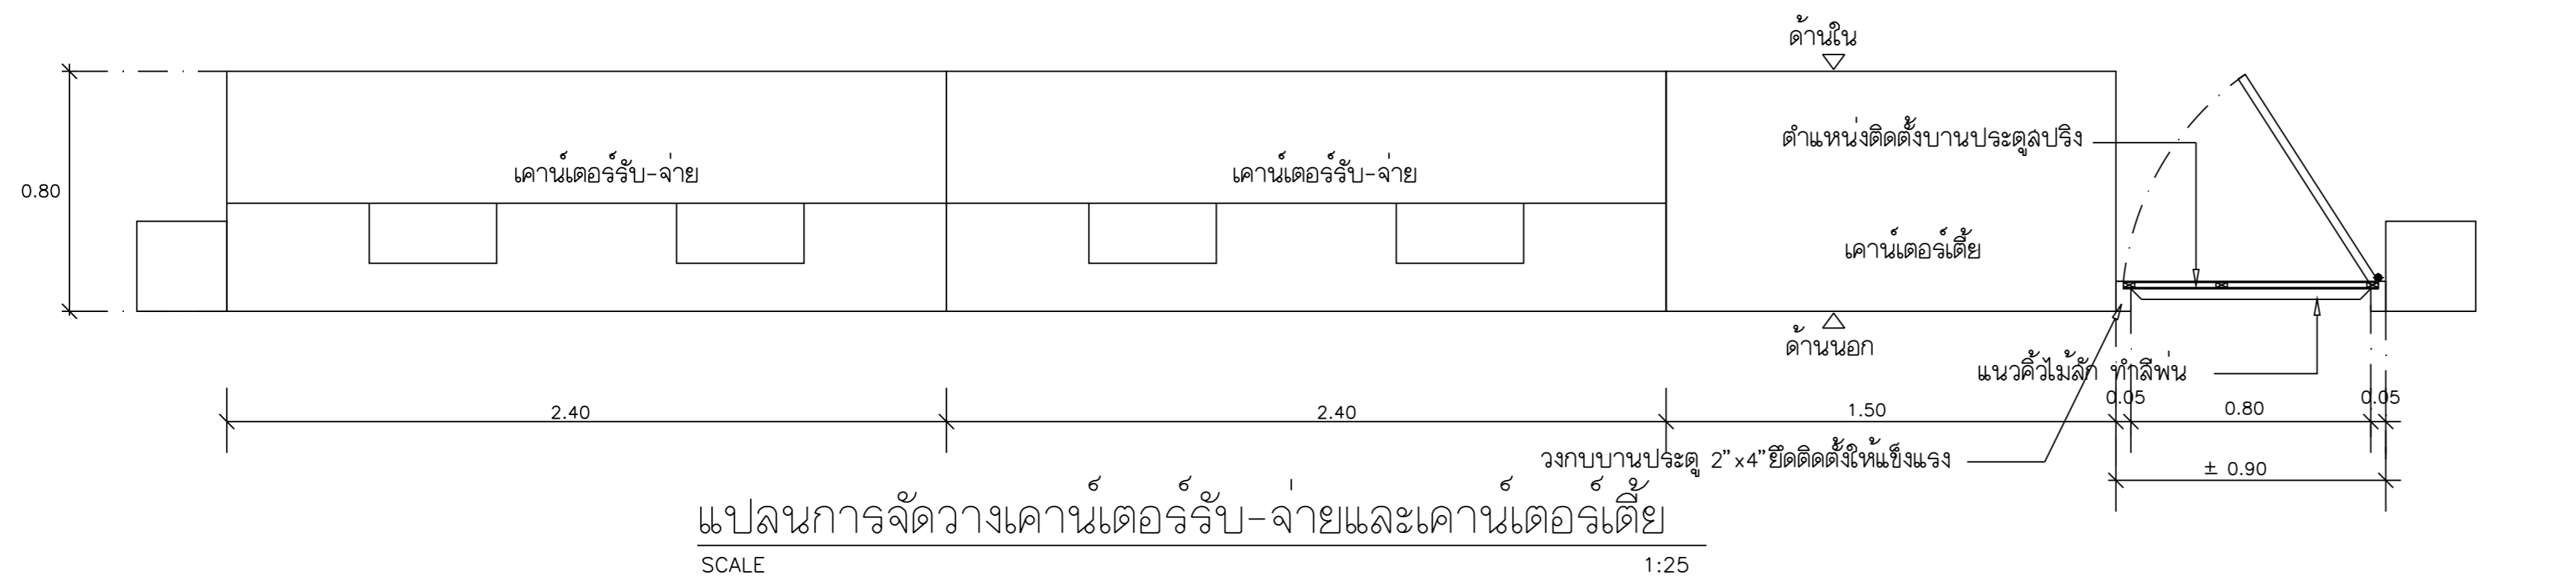 ด้านใน
ตำแหน่งติดตั้งบานประตูสปริง
เคาน์เตอร์รับ-จ่าย
เคาน์เตอร์รับ-จ่าย
0.80
เคาน์เตอร์เตี้ย
ด้านนอก
แนวคิ้วไม้สัก ทำสีพ่น
2.40
2.40
1.50
0.05
0.80
0.05
วงกบบานประตู 2"x4"ยึดติดตั้งให้แข็งแรง
± 0.90
แปลนการจัดวางเคาน์เตอร์รับ-จ่ายและเคาน์เตอร์เตี้ย
SCALE 1:25